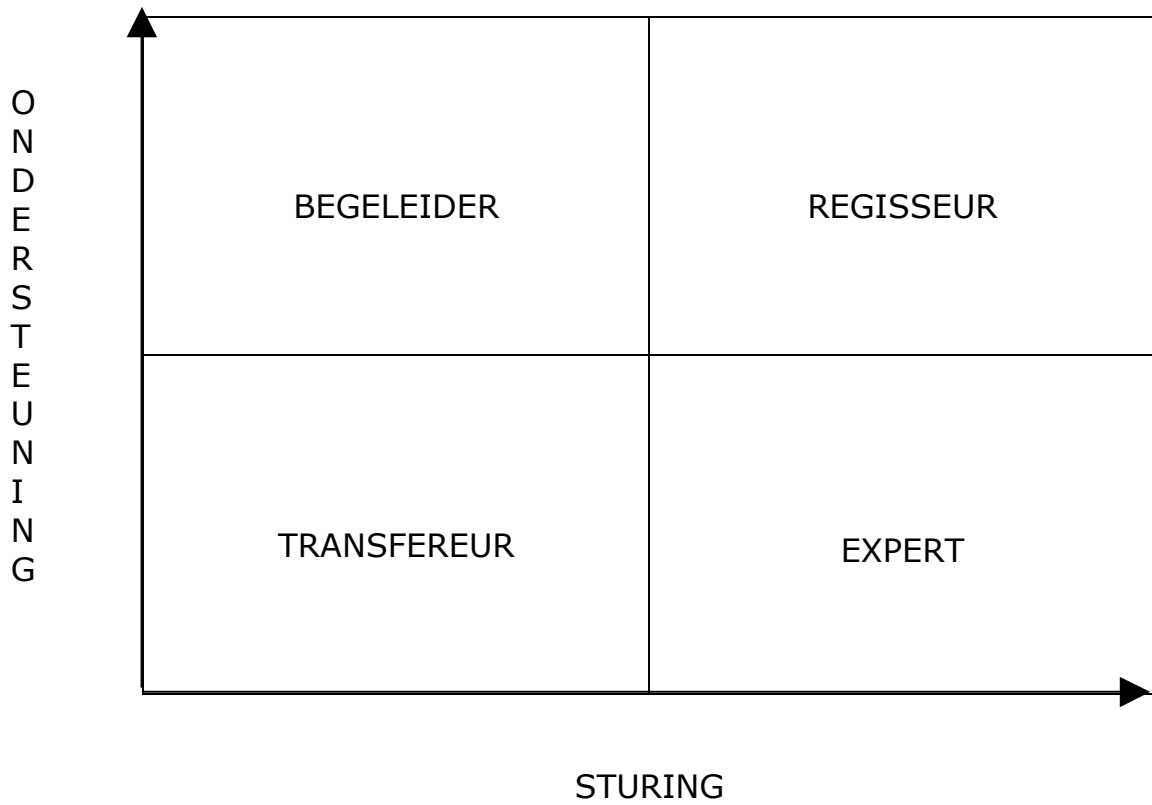 ONDERSTEUNING
BEGELEIDER
REGISSEUR
TRANSFEREUR
EXPERT
STURING